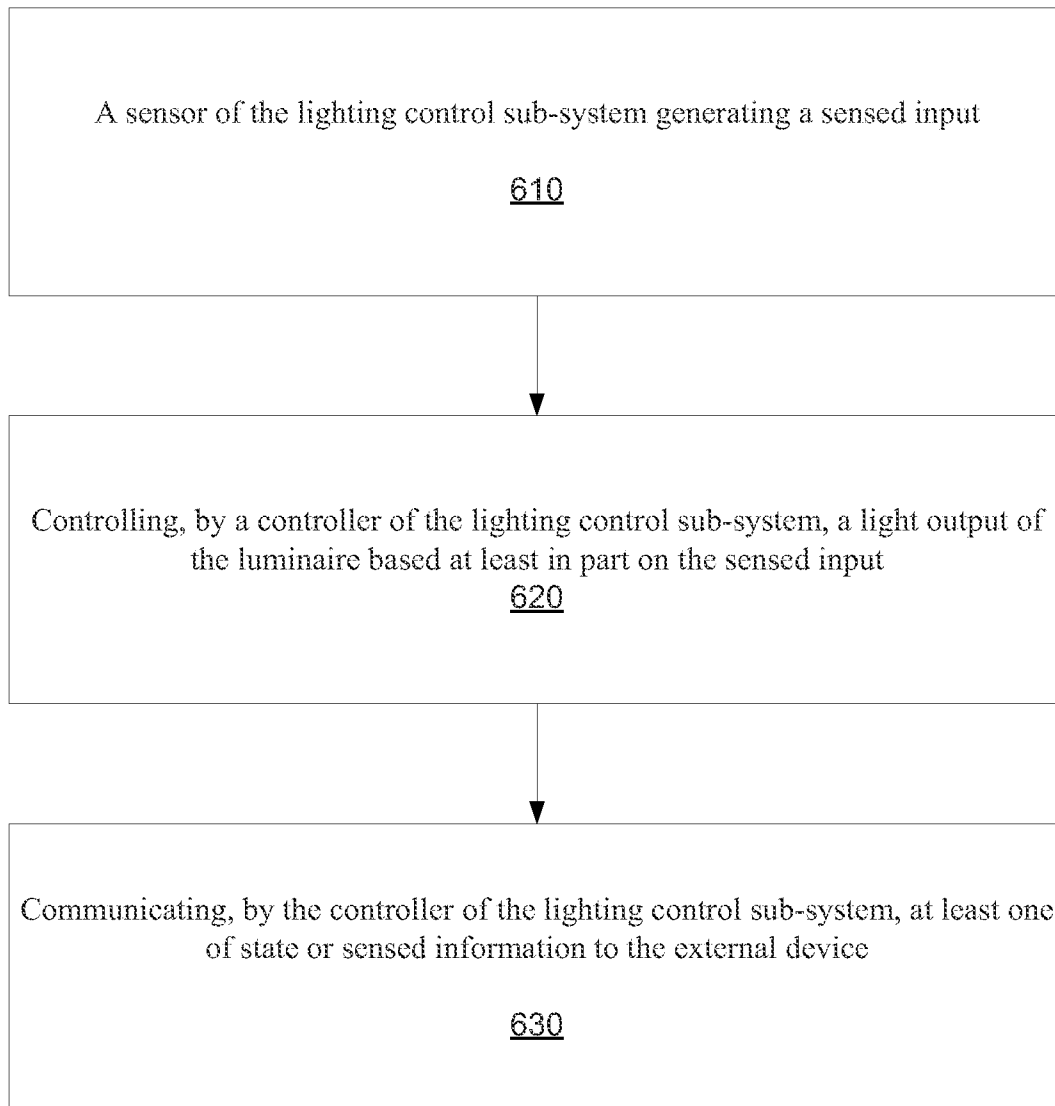 A sensor of the lighting control sub-system generating a sensed input
610
Controlling, by a controller of the lighting control sub-system, a light output of
the luminaire based at least in part on the sensed input
620
Communicating, by the controller of the lighting control sub-system, at least one
of state or sensed information to the external device
630